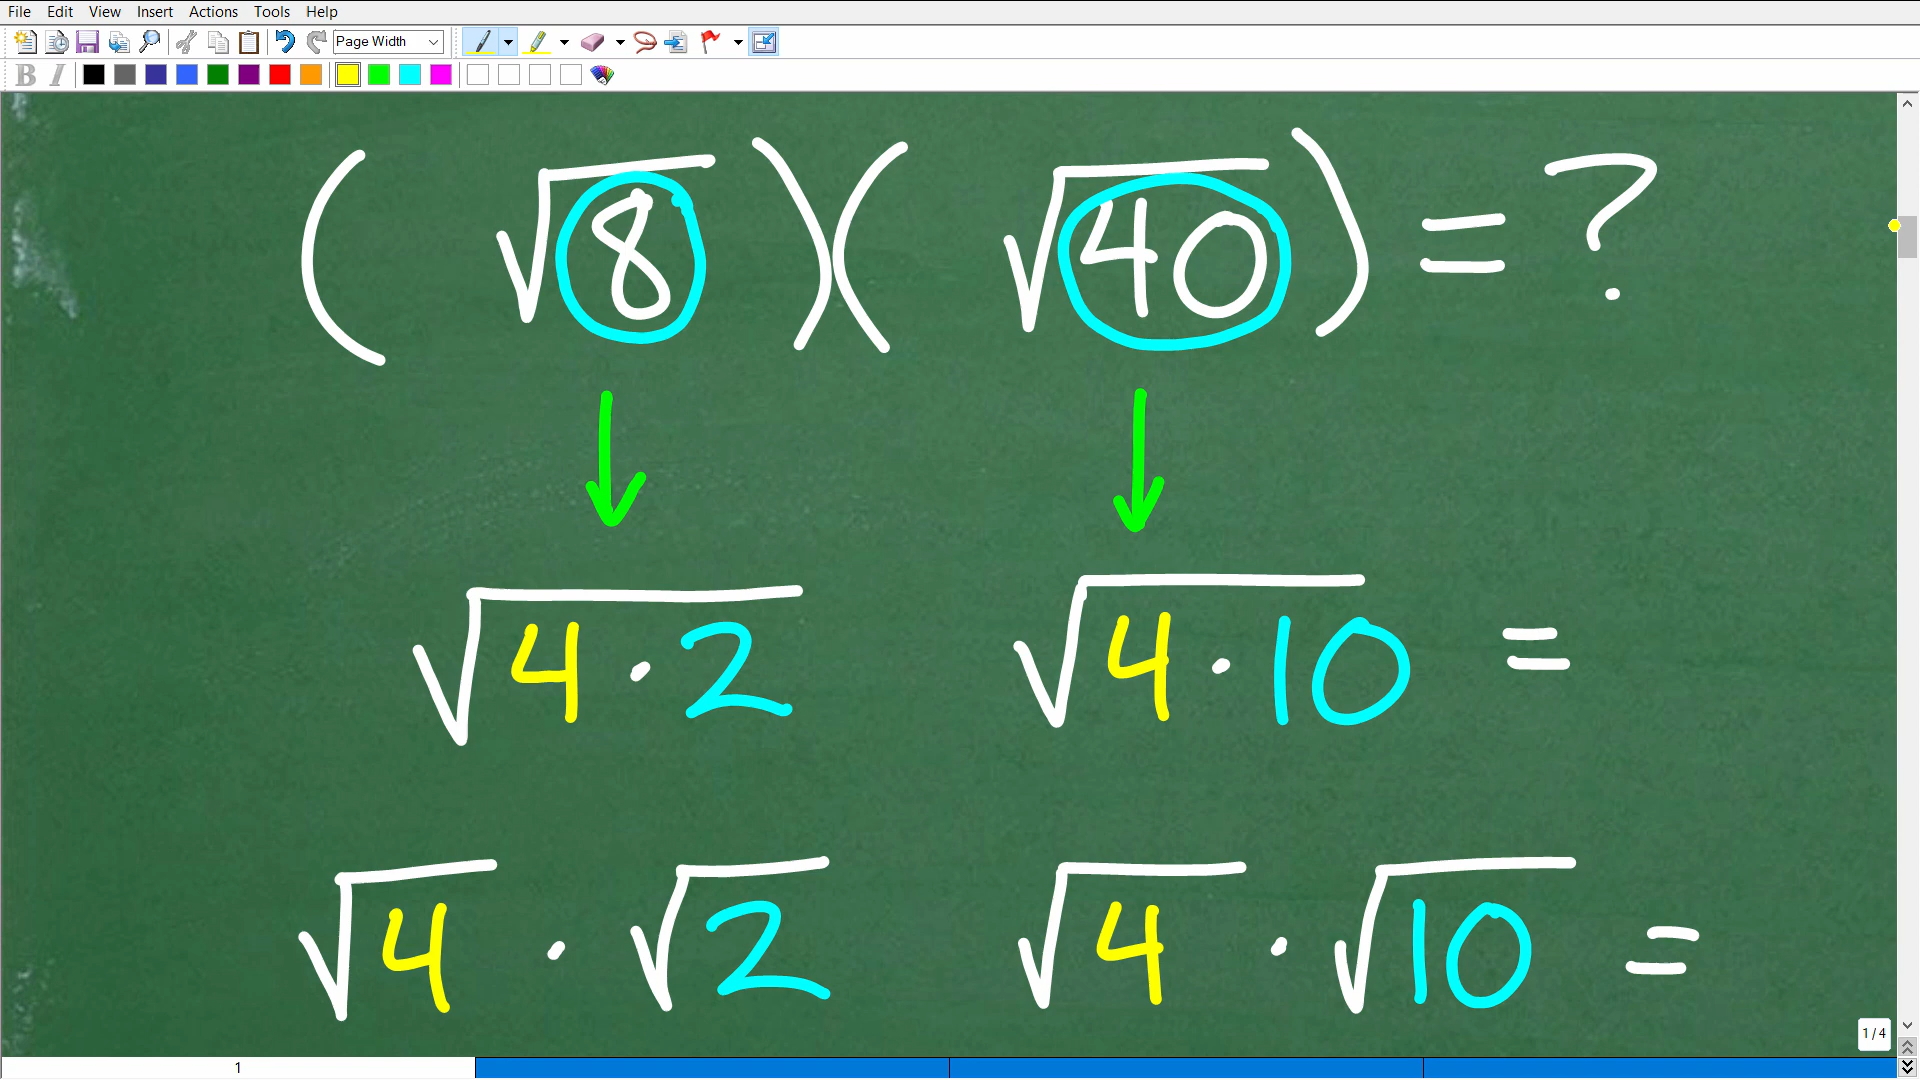 File Edit View Insert Actions Tools Help
Page Width
B I
(√8)(√40) = ?
√4·2 √4·10 =
√4 · √2 √4 · √10 =
1 / 4
1